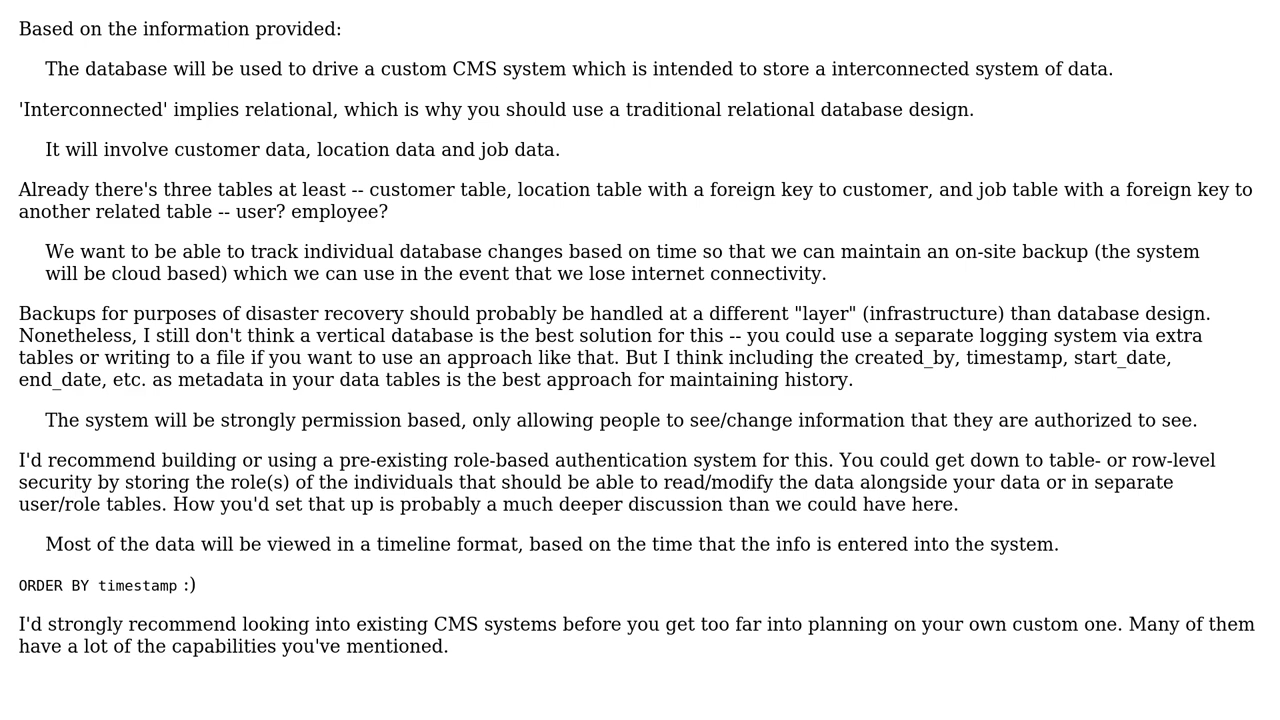 Based on the information provided:
The database will be used to drive a custom CMS system which is intended to store a interconnected system of data.
'Interconnected' implies relational, which is why you should use a traditional relational database design.
It will involve customer data, location data and job data.
Already there's three tables at least -- customer table, location table with a foreign key to customer, and job table with a foreign key to
another related table -- user? employee?
We want to be able to track individual database changes based on time so that we can maintain an on-site backup (the system
will be cloud based) which we can use in the event that we lose internet connectivity.
Backups for purposes of disaster recovery should probably be handled at a different "layer" (infrastructure) than database design.
Nonetheless, I still don't think a vertical database is the best solution for this -- you could use a separate logging system via extra
tables or writing to a file if you want to use an approach like that. But I think including the created_by, timestamp, start_date,
end_date, etc. as metadata in your data tables is the best approach for maintaining history.
The system will be strongly permission based, only allowing people to see/change information that they are authorized to see.
I'd recommend building or using a pre-existing role-based authentication system for this. You could get down to table- or row-level
security by storing the role(s) of the individuals that should be able to read/modify the data alongside your data or in separate
user/role tables. How you'd set that up is probably a much deeper discussion than we could have here.
Most of the data will be viewed in a timeline format, based on the time that the info is entered into the system.
ORDER BY timestamp :)
I'd strongly recommend looking into existing CMS systems before you get too far into planning on your own custom one. Many of them
have a lot of the capabilities you've mentioned.